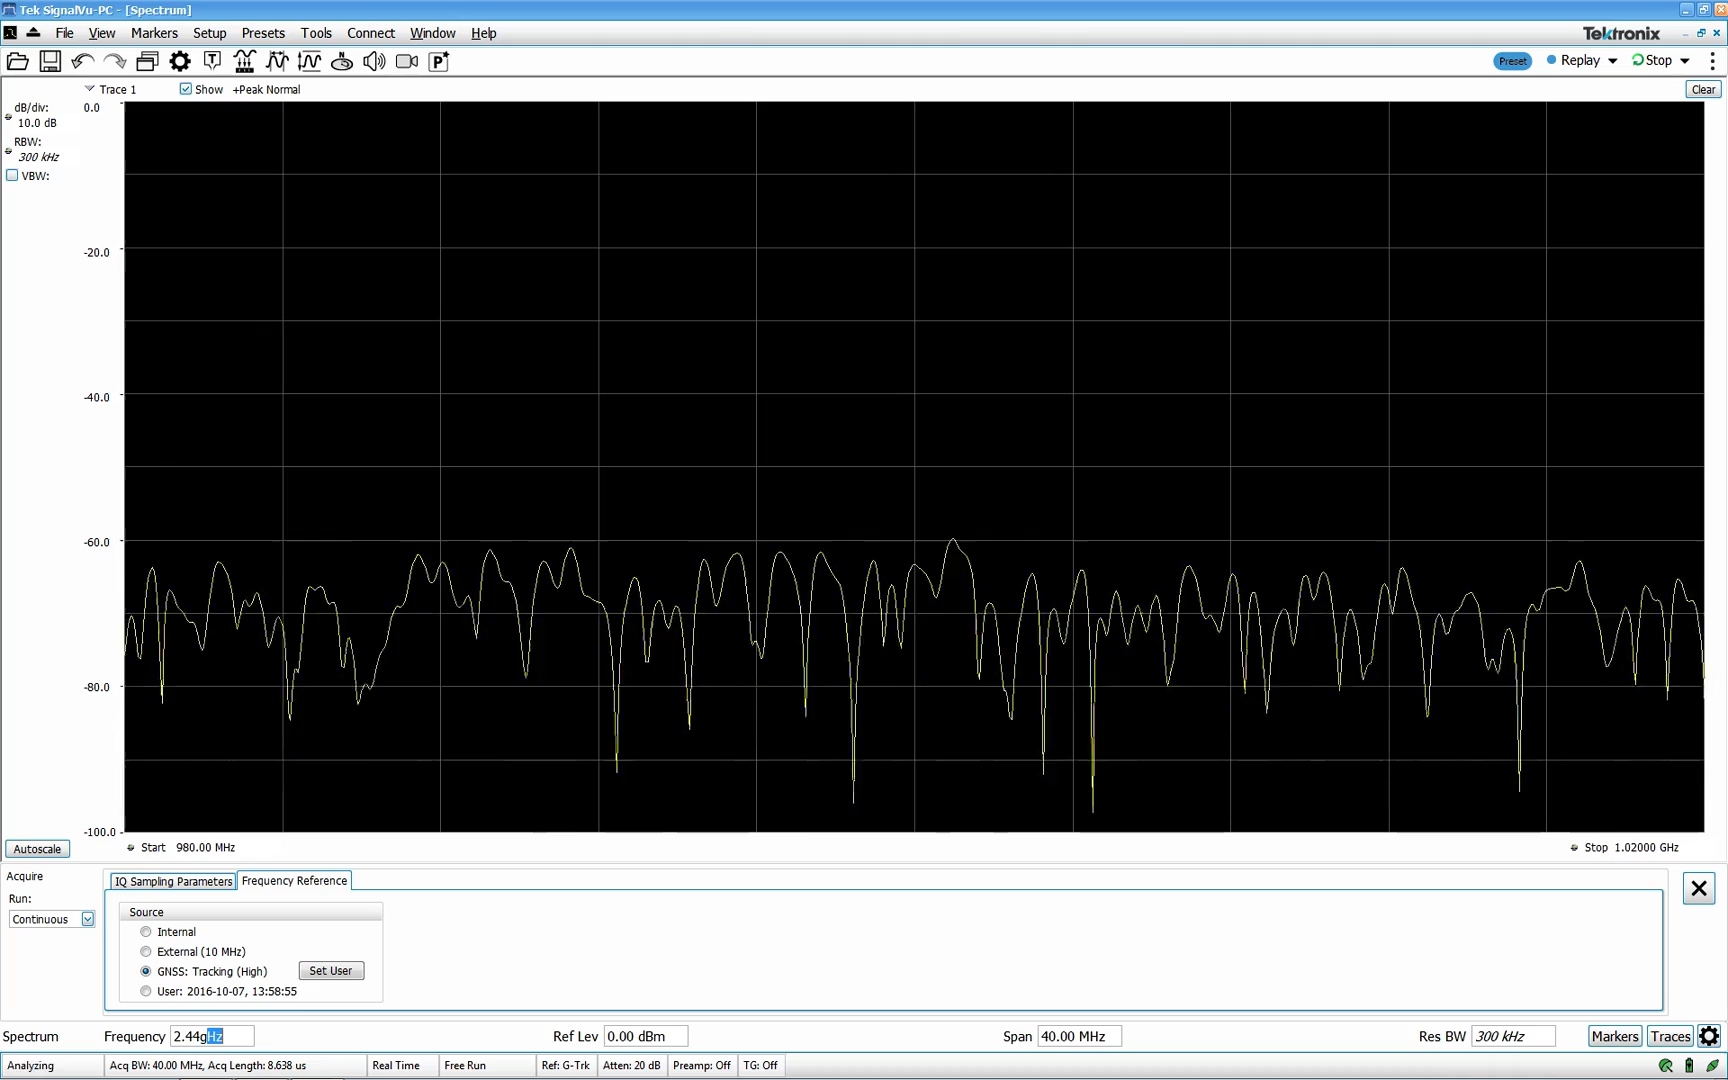 Tek SignalVu-PC - [Spectrum]
File View Markers Setup Presets Tools Connect Window Help
Tektronix
Preset Replay Stop
Trace 1 Show +Peak Normal Clear
dB/div:
10.0 dB
RBW:
300 kHz
VBW:
0.0
-20.0
-40.0
-60.0
-80.0
-100.0
Autoscale Start 980.00 MHz Stop 1.02000 GHz
Acquire
Run:
Continuous
IQ Sampling Parameters Frequency Reference
Source
Internal
External (10 MHz)
GNSS: Tracking (High) Set User
User: 2016-10-07, 13:58:55
Spectrum Frequency 2.44gHz Ref Lev 0.00 dBm Span 40.00 MHz Res BW 300 kHz Markers Traces
Analyzing Acq BW: 40.00 MHz, Acq Length: 8.638 us Real Time Free Run Ref: G-Trk Atten: 20 dB Preamp: Off TG: Off